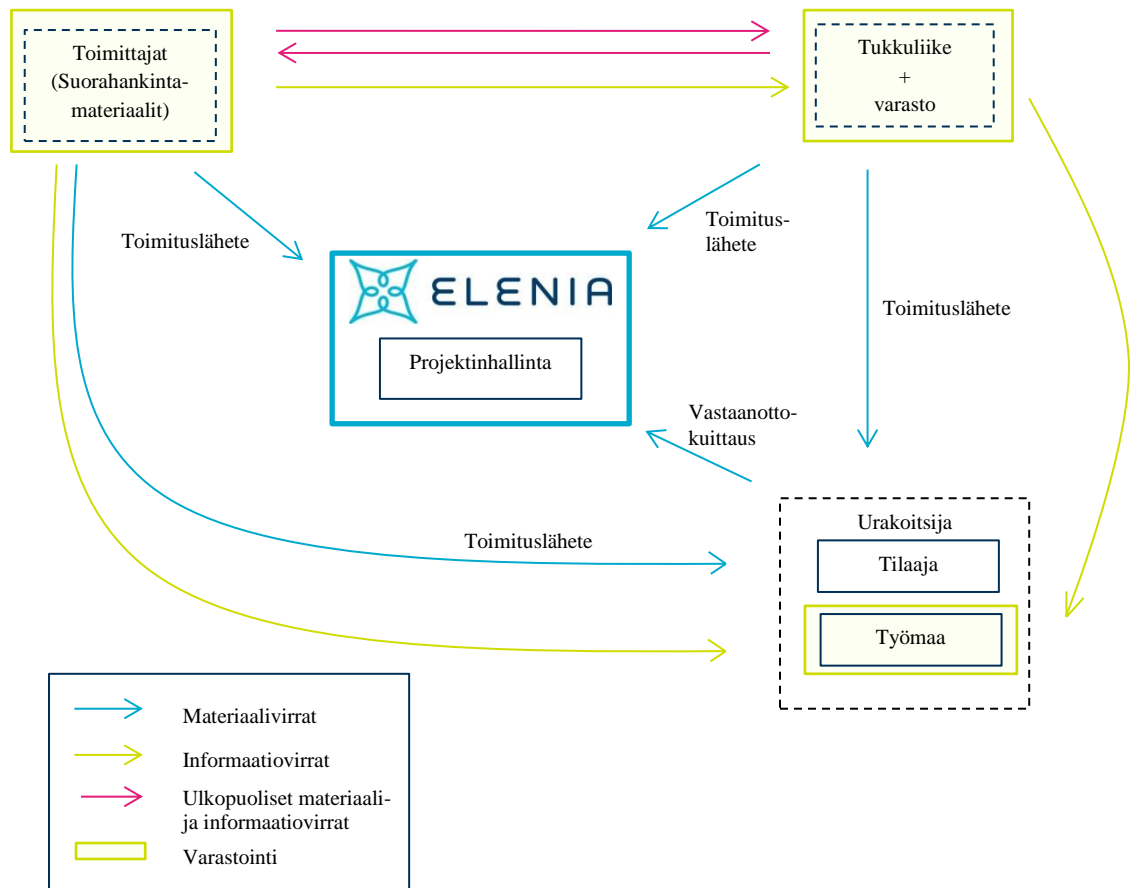 Toimittajat
(Suorahankinta-
materiaalit)
Tukkuliike
+
varasto
Toimituslähete
Toimitus-
lähete
ELENIA
Projektinhallinta
Toimituslähete
Vastaanotto-
kuittaus
Toimituslähete
Urakoitsija
Tilaaja
Työmaa
Materiaalivirrat
Informaatiovirrat
Ulkopuoliset materiaali-
ja informaatiovirrat
Varastointi